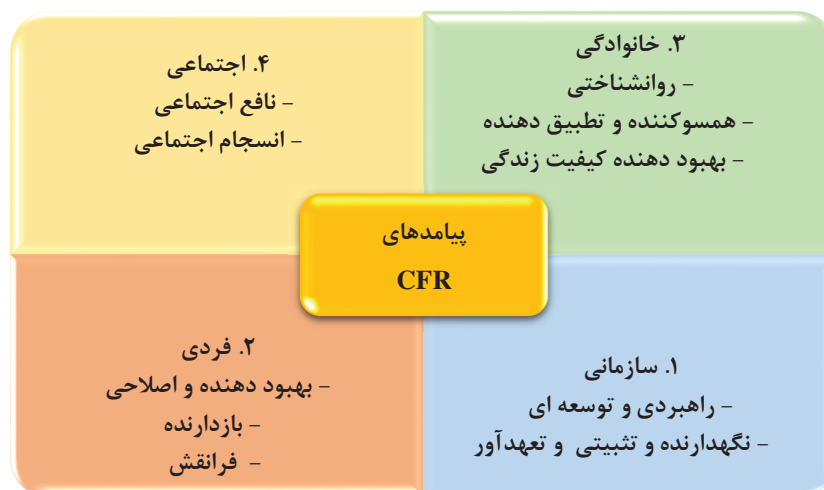 ۳. خانوادگی
- روانشناختی
- همسوکننده و تطبیق دهنده
- بهبود دهنده کیفیت زندگی
۴. اجتماعی
- نافع اجتماعی
- انسجام اجتماعی
پیامدهای
CFR
۱. سازمانی
- راهبردی و توسعه ای
- نگهدارنده و تثبیتی و تعهدآور
۲. فردی
- بهبود دهنده و اصلاحی
- بازدارنده
- فرانقش